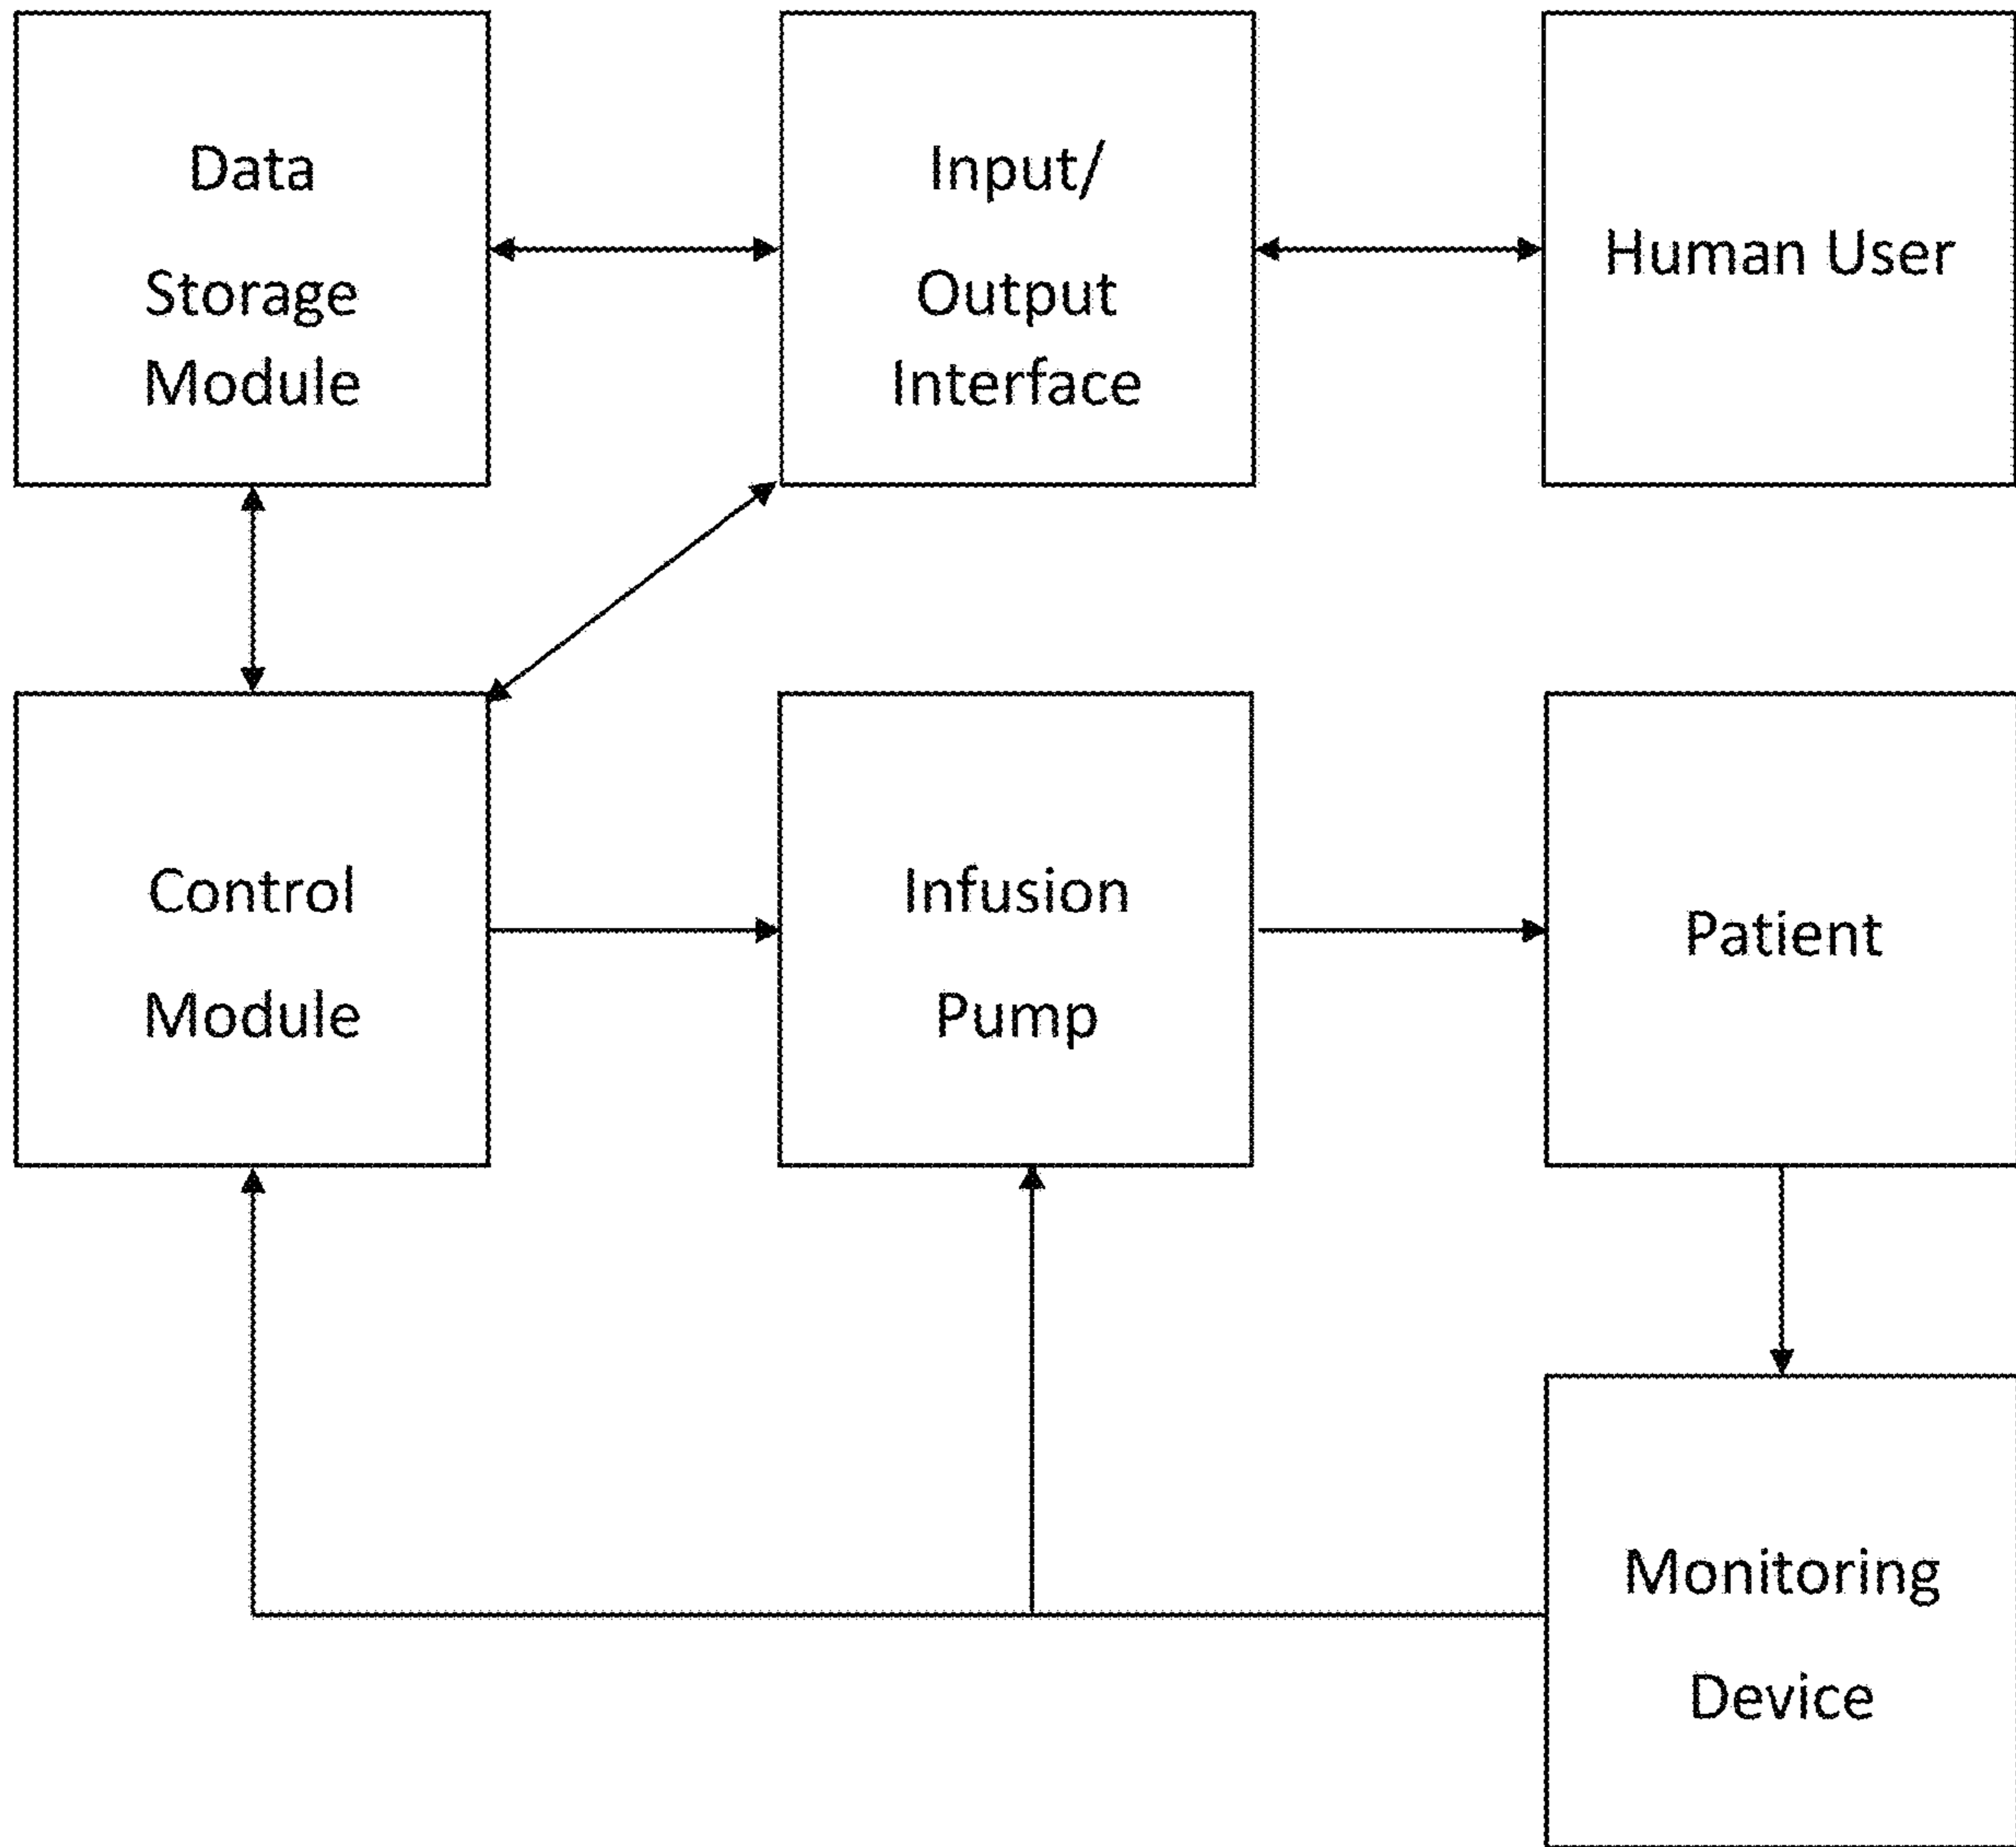 Data
Storage
Module
Input/
Output
Interface
Human User
Control
Module
Infusion
Pump
Patient
Monitoring
Device